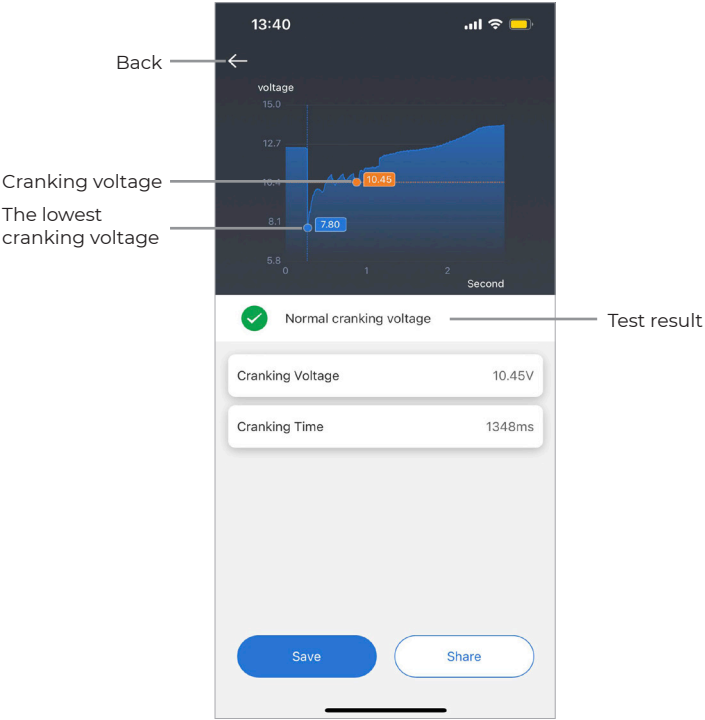 13:40
Back
voltage
15.0
12.7
Cranking voltage
10.4
10.45
The lowest
cranking voltage
8.1
7.80
5.8
0
1
2
Second
Normal cranking voltage
Test result
Cranking Voltage
10.45V
Cranking Time
1348ms
Save
Share